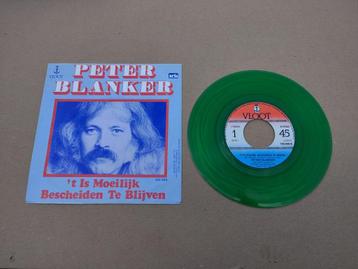 VLOOT
PETER
BLANKER
't Is Moeilijk
Bescheiden Te Blijven
VLOOT
1
45